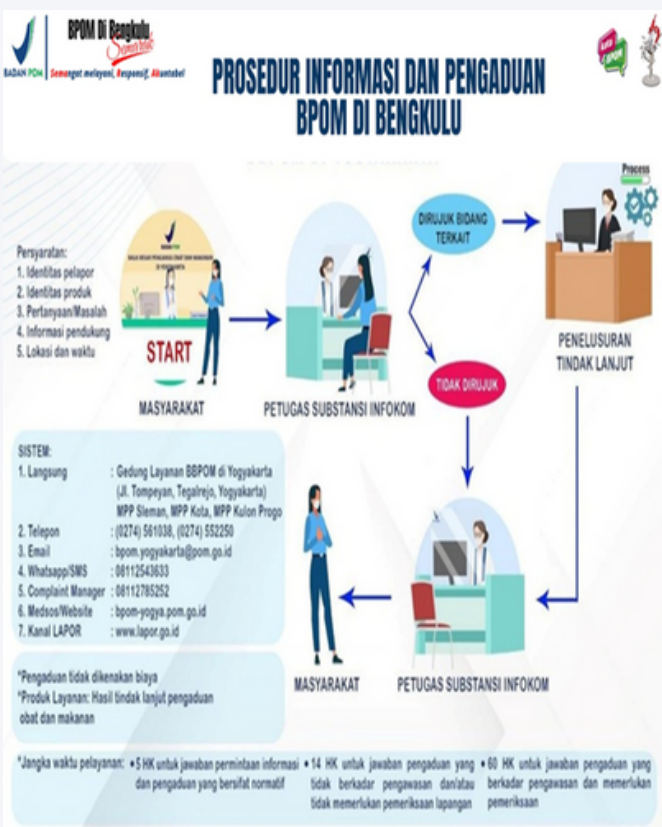 BADAN POM
BPOM Di Bengkulu
Semarak
Semangat melayani, Responsif, Akuntabel
PROSEDUR INFORMASI DAN PENGADUAN
BPOM DI BENGKULU
Persyaratan:
1. Identitas pelapor
2. Identitas produk
3. Pertanyaan/Masalah
4. Informasi pendukung
5. Lokasi dan waktu
BADAN POM
START
MASYARAKAT
PETUGAS SUBSTANSI INFOKOM
DIRUJUK BIDANG
TERKAIT
Process
PENELUSURAN
TINDAK LANJUT
TIDAK DIRUJUK
SISTEM:
1. Langsung : Gedung Layanan BBPOM di Yogyakarta
(Jl. Tompeyan, Tegalrejo, Yogyakarta)
MPP Sleman, MPP Kota, MPP Kulon Progo
2. Telepon : (0274) 561038, (0274) 552250
3. Email : bpom.yogyakarta@pom.go.id
4. Whatsapp/SMS : 08112543633
5. Complaint Manager : 08112785252
6. Medsos/Website : bpom-yogya.pom.go.id
7. Kanal LAPOR : www.lapor.go.id
MASYARAKAT
PETUGAS SUBSTANSI INFOKOM
*Pengaduan tidak dikenakan biaya
*Produk Layanan: Hasil tindak lanjut pengaduan
obat dan makanan
*Jangka waktu pelayanan:
•5 HK untuk jawaban permintaan informasi
dan pengaduan yang bersifat normatif
•14 HK untuk jawaban pengaduan yang
tidak berkadar pengawasan dan/atau
tidak memerlukan pemeriksaan lapangan
•60 HK untuk jawaban pengaduan yang
berkadar pengawasan dan memerlukan
pemeriksaan